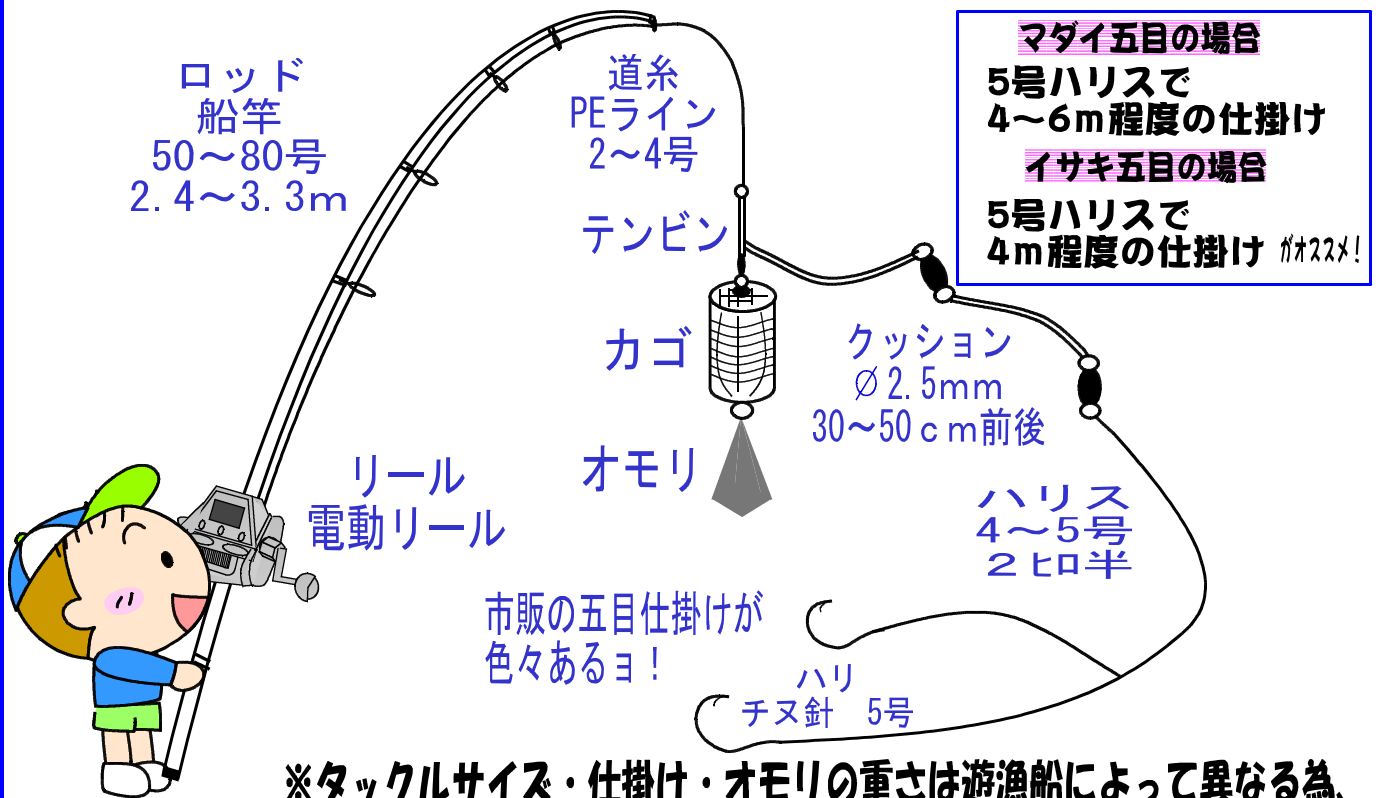 ロッド
船竿
50～80号
2.4～3.3m
道糸
PEライン
2～4号
マダイ五目の場合
5号ハリスで
4～6m程度の仕掛け
イサキ五目の場合
5号ハリスで
4m程度の仕掛け ｶﾞｵｽｽﾒ!
テンビン
カゴ
クッション
∅2.5mm
30～50cm前後
オモリ
リール
電動リール
ハリス
4～5号
2ﾋﾛ半
市販の五目仕掛けが
色々あるョ！
ハリ
チヌ針　5号
※タックルサイズ・仕掛け・オモリの重さは遊漁船によって異なる為、